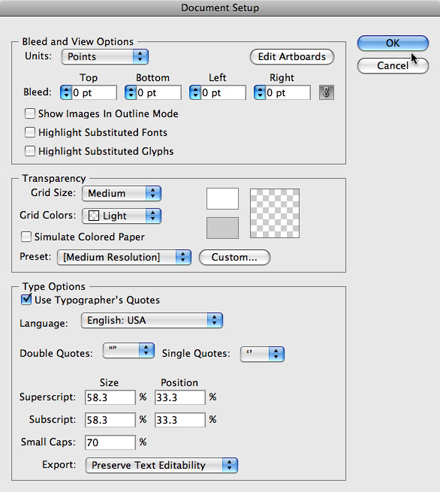 Document Setup
Bleed and View Options
Units: Points
Edit Artboards
OK
Cancel
Top Bottom Left Right
Bleed: 0 pt 0 pt 0 pt 0 pt
Show Images In Outline Mode
Highlight Substituted Fonts
Highlight Substituted Glyphs
Transparency
Grid Size: Medium
Grid Colors: Light
Simulate Colored Paper
Preset: [Medium Resolution] Custom...
Type Options
Use Typographer's Quotes
Language: English: USA
Double Quotes: “” Single Quotes: ‘’
Size Position
Superscript: 58.3 % 33.3 %
Subscript: 58.3 % 33.3 %
Small Caps: 70 %
Export: Preserve Text Editability